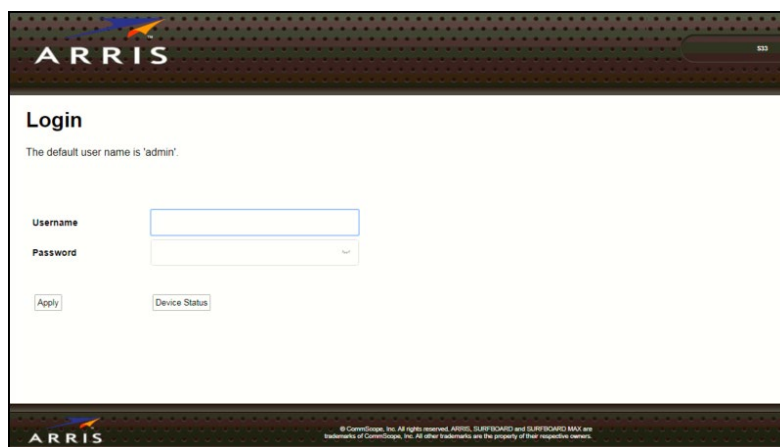 ARRIS
S33
Login
The default user name is 'admin'.
Username
Password
Apply
Device Status
ARRIS
© CommScope, Inc. All rights reserved. ARRIS, SURFBOARD and SURFBOARD MAX are
trademarks of CommScope, Inc. All other trademarks are the property of their respective owners.